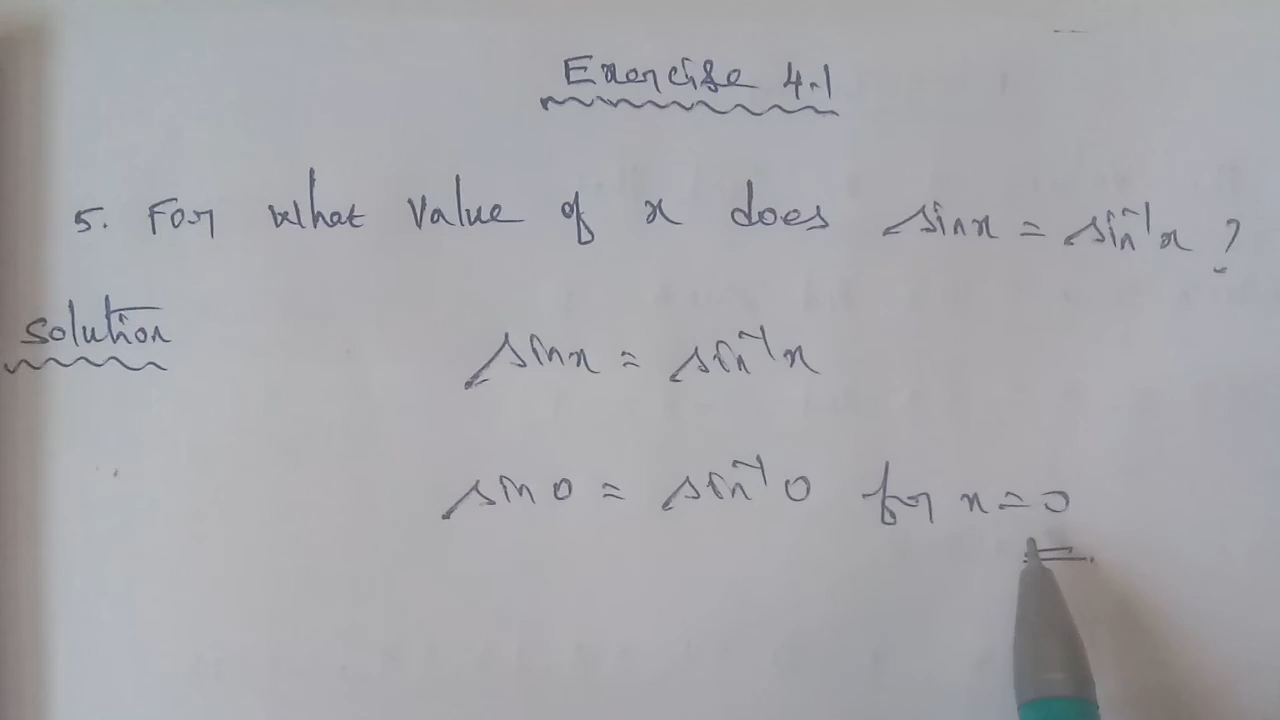 Exercise 4.1
5. For what value of x does sinx = sin⁻¹x ?
Solution
sinx = sin⁻¹x
sin0 = sin⁻¹0 for x=0